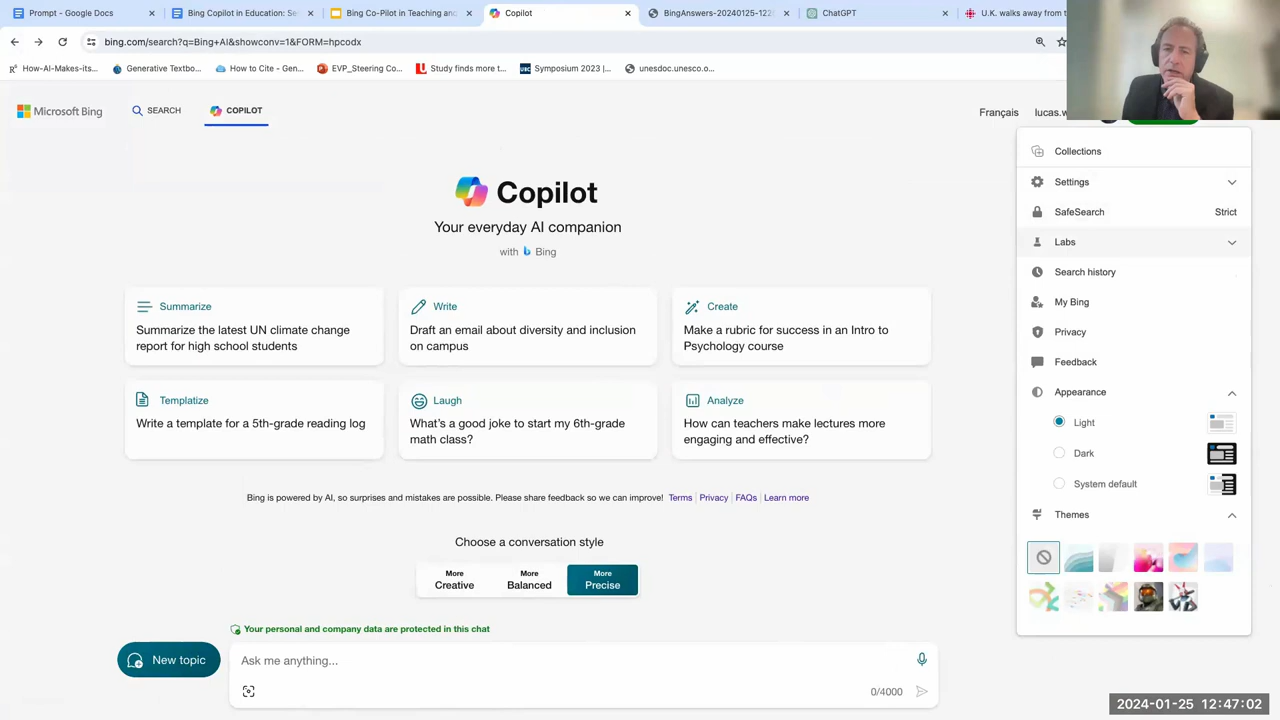 Prompt - Google Docs
Bing Copilot in Education: Se
Bing Co-Pilot in Teaching an
Copilot
BingAnswers-20240125-122
ChatGPT
U.K. walks away from t
bing.com/search?q=Bing+AI&showconv=1&FORM=hpcodx
How-AI-Makes-its...
Generative Textbo...
How to Cite - Gen...
EVP_Steering Co...
Study finds more t...
Symposium 2023 |...
unesdoc.unesco.o...
Microsoft Bing
SEARCH
COPILOT
Français
lucas.w
Copilot
Your everyday AI companion
with Bing
Summarize
Summarize the latest UN climate change
report for high school students
Write
Draft an email about diversity and inclusion
on campus
Create
Make a rubric for success in an Intro to
Psychology course
Templatize
Write a template for a 5th-grade reading log
Laugh
What's a good joke to start my 6th-grade
math class?
Analyze
How can teachers make lectures more
engaging and effective?
Bing is powered by AI, so surprises and mistakes are possible. Please share feedback so we can improve! Terms | Privacy | FAQs | Learn more
Choose a conversation style
More
Creative
More
Balanced
More
Precise
Your personal and company data are protected in this chat
New topic
Ask me anything...
0/4000
Collections
Settings
SafeSearch Strict
Labs
Search history
My Bing
Privacy
Feedback
Appearance
Light
Dark
System default
Themes
2024-01-25 12:47:02